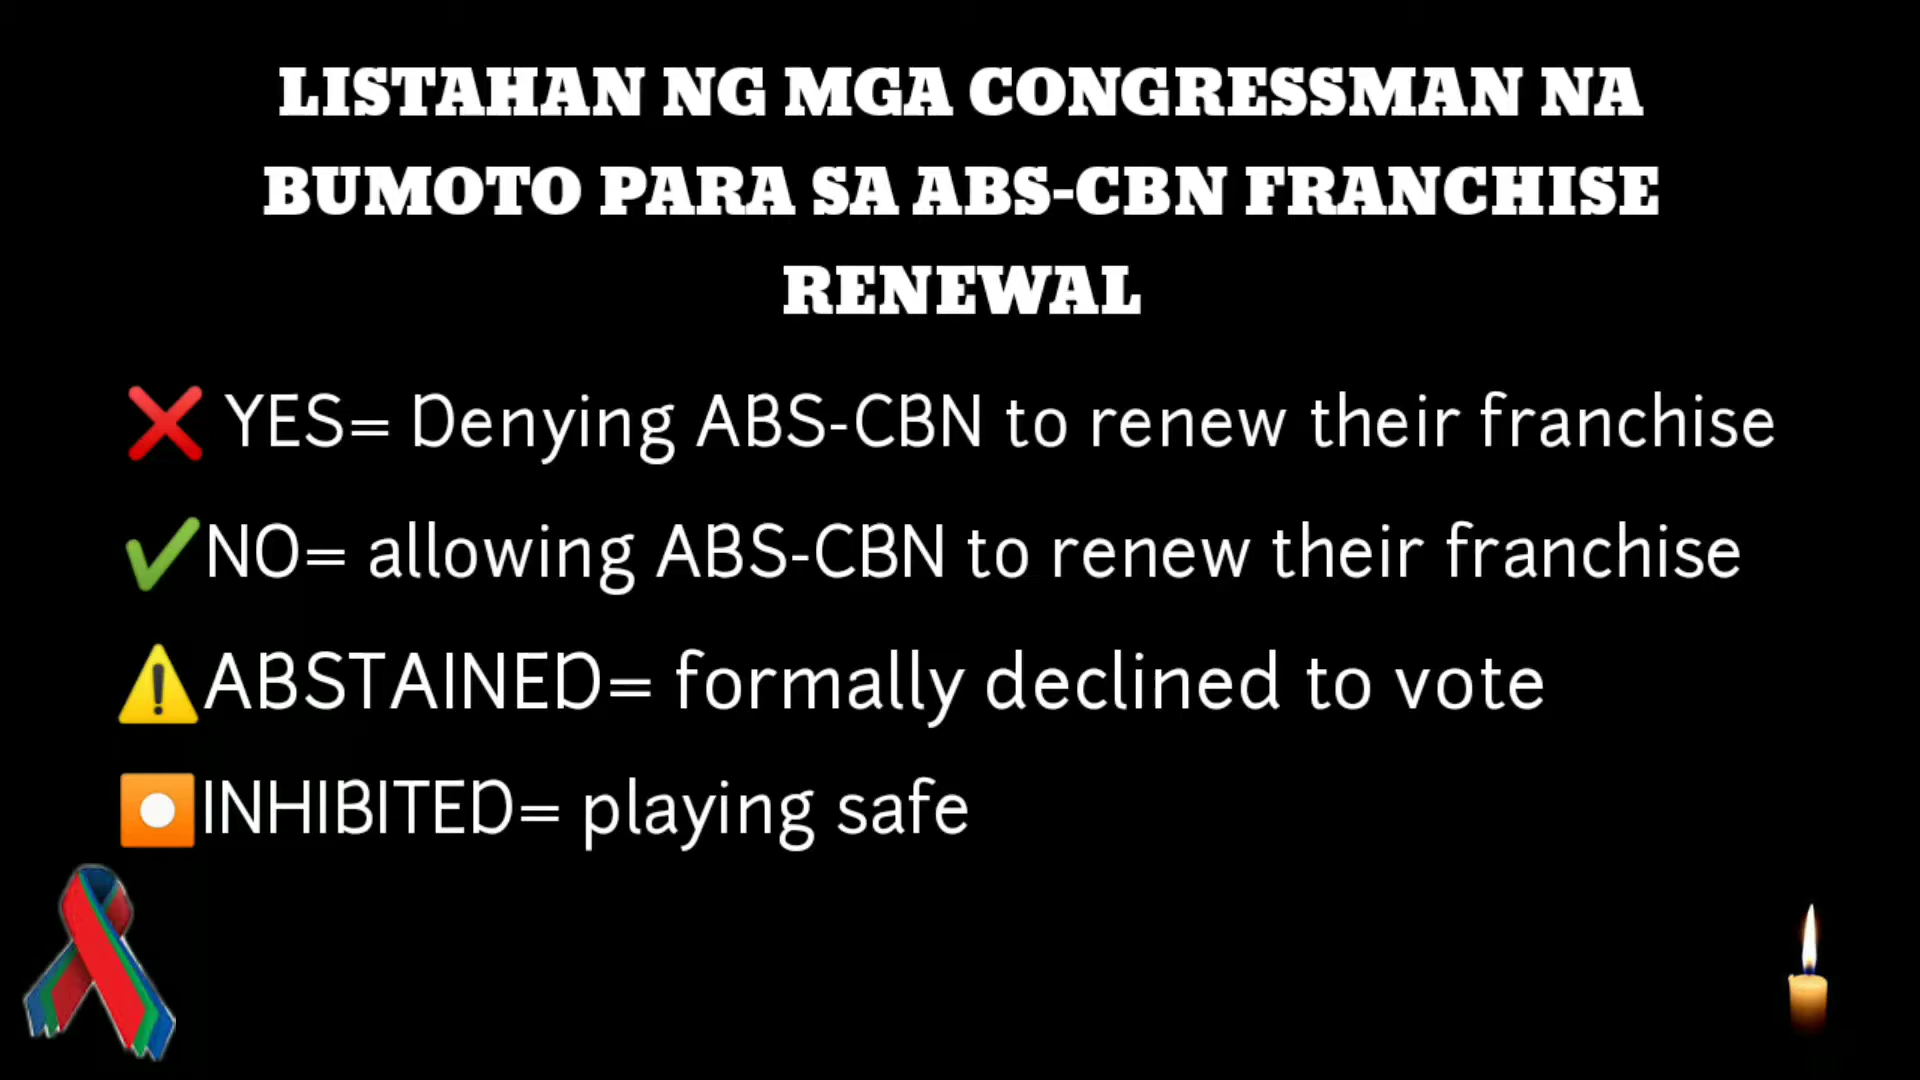 LISTAHAN NG MGA CONGRESSMAN NA
BUMOTO PARA SA ABS-CBN FRANCHISE
RENEWAL
❌ YES= Denying ABS-CBN to renew their franchise
✔NO= allowing ABS-CBN to renew their franchise
⚠ABSTAINED= formally declined to vote
⏺INHIBITED= playing safe